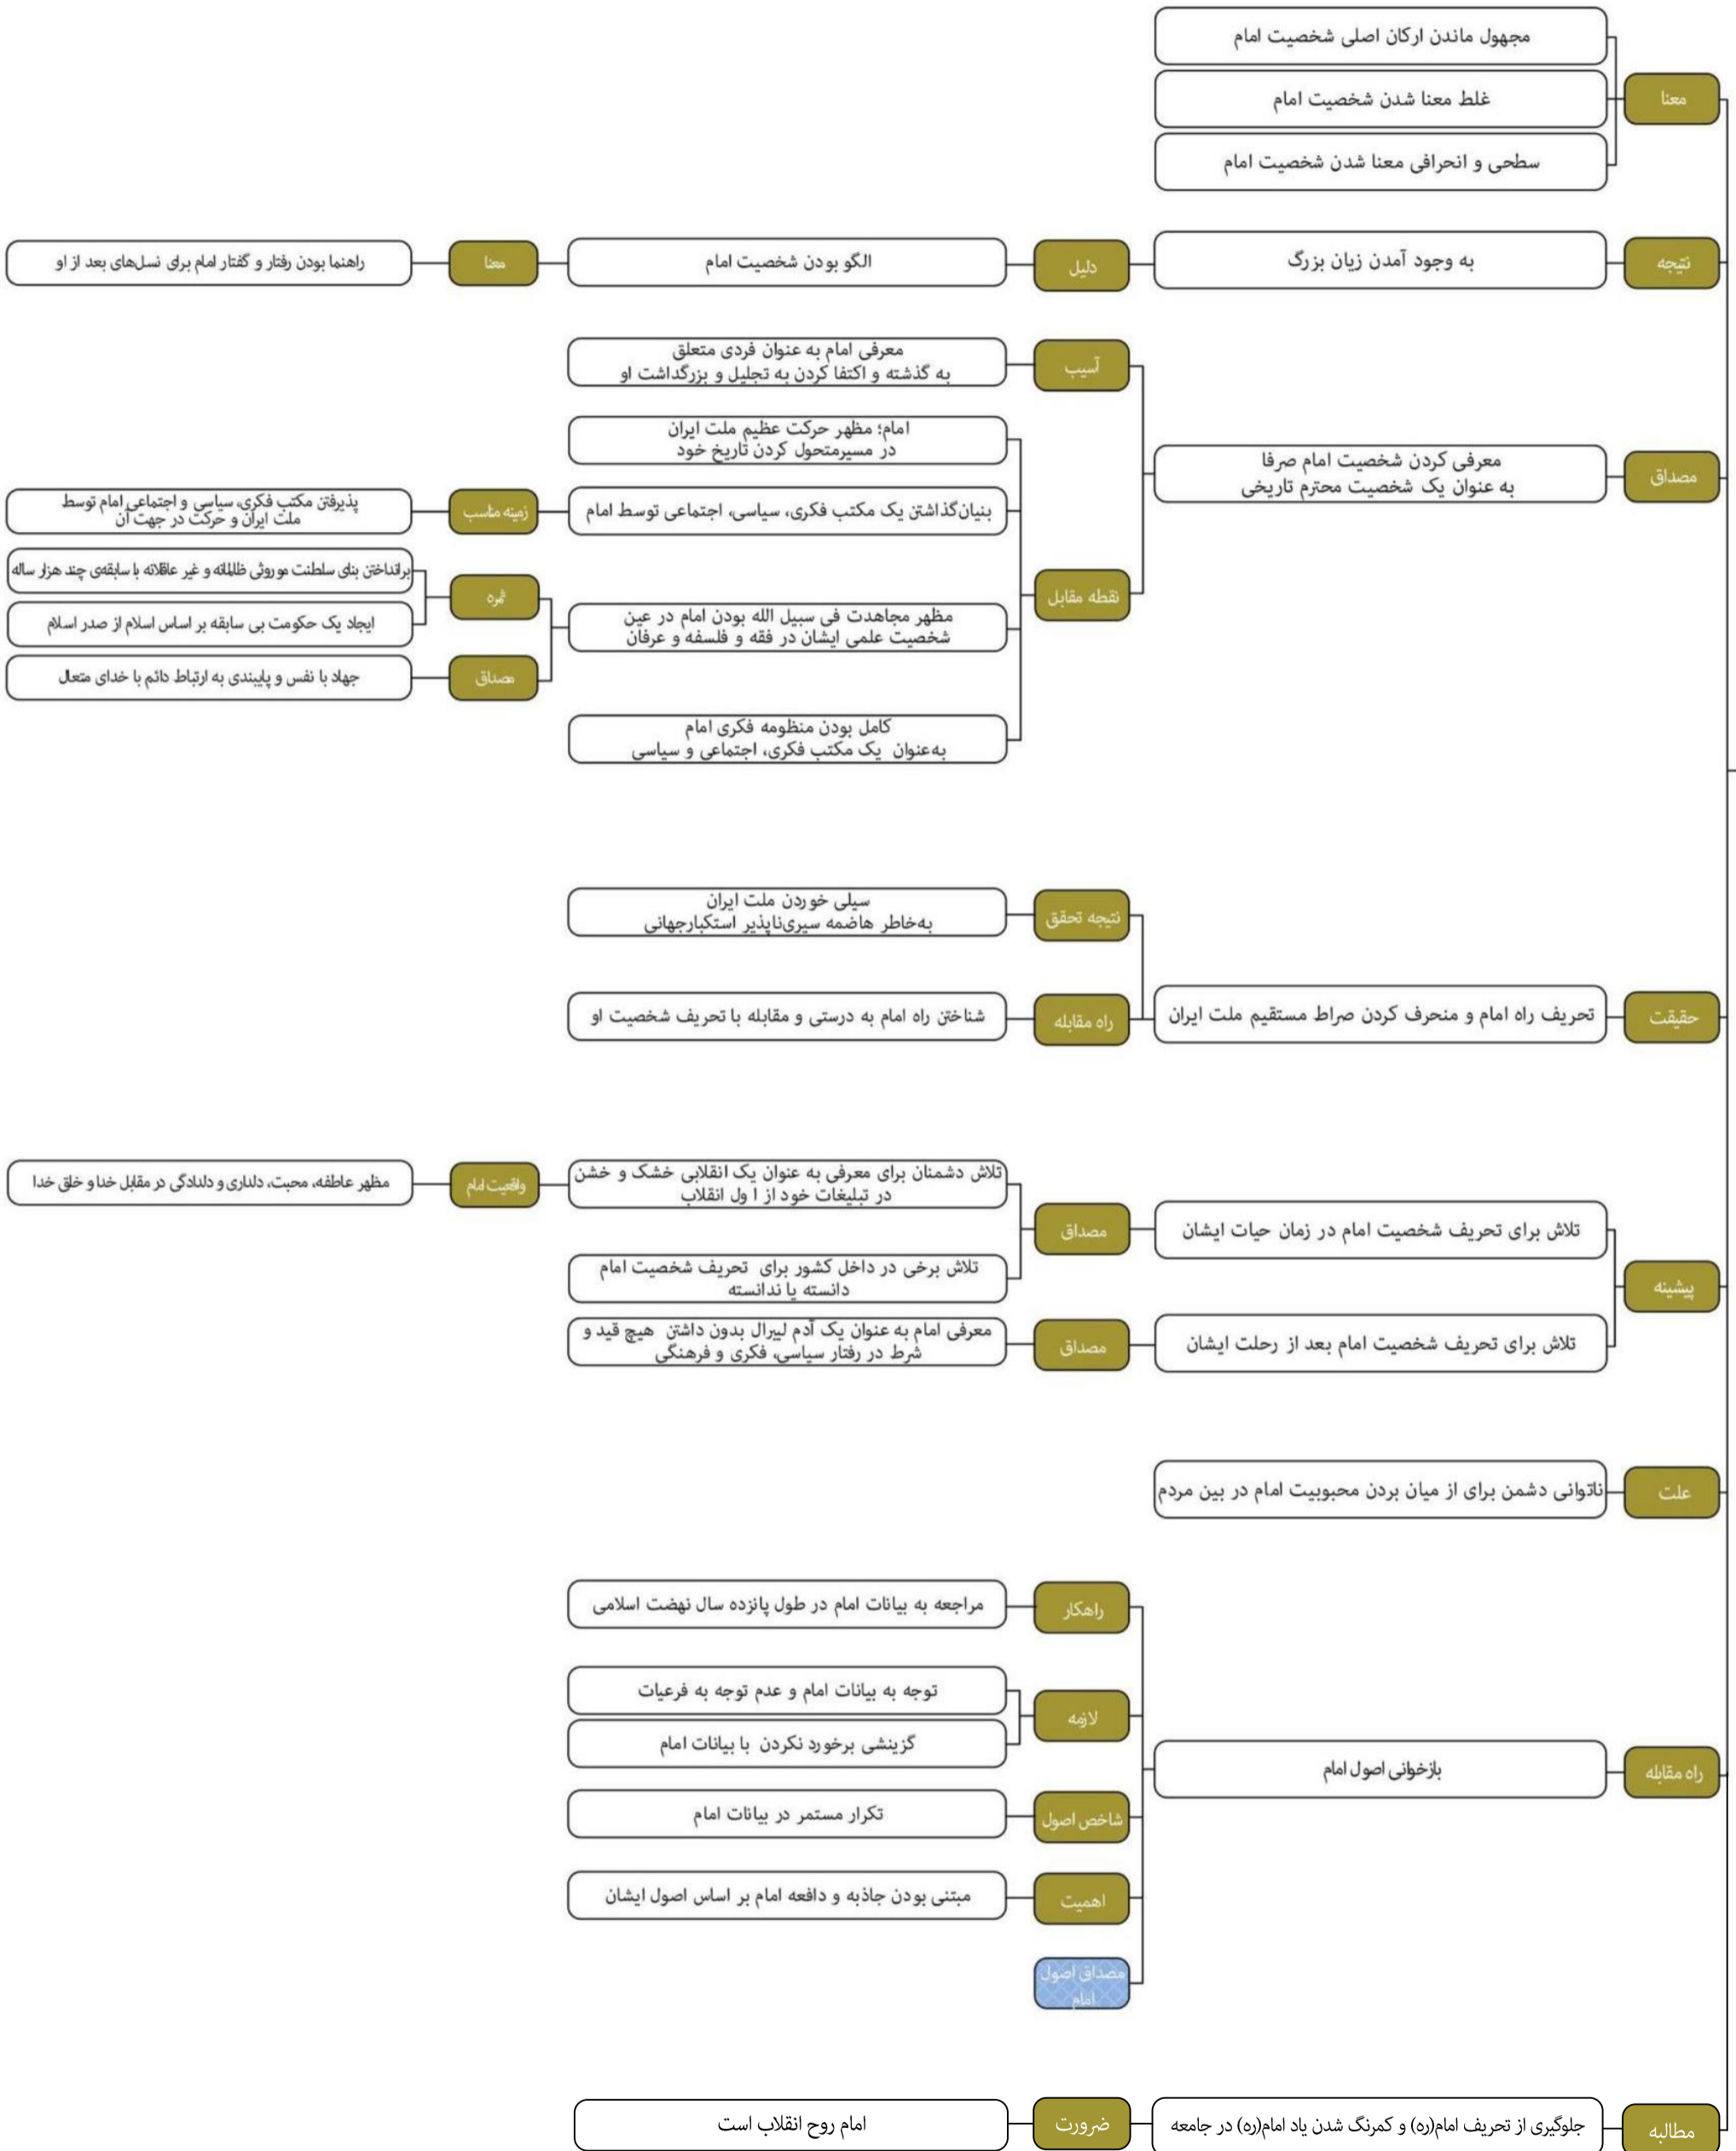 معنا
مجهول ماندن ارکان اصلی شخصیت امام
غلط معنا شدن شخصیت امام
سطحی و انحرافی معنا شدن شخصیت امام
نتیجه
به وجود آمدن زیان بزرگ
دلیل
الگو بودن شخصیت امام
معنا
راهنما بودن رفتار و گفتار امام برای نسل‌های بعد از او
مصداق
معرفی کردن شخصیت امام صرفا
به عنوان یک شخصیت محترم تاریخی
آسیب
معرفی امام به عنوان فردی متعلق
به گذشته و اکتفا کردن به تجلیل و بزرگداشت او
نقطه مقابل
امام؛ مظهر حرکت عظیم ملت ایران
در مسیرمتحول کردن تاریخ خود
بنیان‌گذاشتن یک مکتب فکری، سیاسی، اجتماعی توسط امام
زمینه مناسب
پذیرفتن مکتب فکری، سیاسی و اجتماعی امام توسط
ملت ایران و حرکت در جهت آن
مظهر مجاهدت فی سبیل الله بودن امام در عین
شخصیت علمی ایشان در فقه و فلسفه و عرفان
ثمره
برانداختن بنای سلطنت موروثی ظالمانه و غیر عاقلانه با سابقه‌ی چند هزار ساله
ایجاد یک حکومت بی سابقه بر اساس اسلام از صدر اسلام
مصداق
جهاد با نفس و پایبندی به ارتباط دائم با خدای متعال
کامل بودن منظومه فکری امام
به‌عنوان یک مکتب فکری، اجتماعی و سیاسی
حقیقت
تحریف راه امام و منحرف کردن صراط مستقیم ملت ایران
نتیجه تحقق
سیلی خوردن ملت ایران
به‌خاطر هاضمه سیری‌ناپذیر استکبارجهانی
راه مقابله
شناختن راه امام به درستی و مقابله با تحریف شخصیت او
پیشینه
تلاش برای تحریف شخصیت امام در زمان حیات ایشان
مصداق
تلاش دشمنان برای معرفی به عنوان یک انقلابی خشک و خشن
در تبلیغات خود از ا ول انقلاب
واقعیت امام
مظهر عاطفه، محبت، دلداری و دلدادگی در مقابل خدا و خلق خدا
تلاش برخی در داخل کشور برای تحریف شخصیت امام
دانسته یا ندانسته
تلاش برای تحریف شخصیت امام بعد از رحلت ایشان
مصداق
معرفی امام به عنوان یک آدم لیبرال بدون داشتن هیچ قید و
شرط در رفتار سیاسی، فکری و فرهنگی
علت
ناتوانی دشمن برای از میان بردن محبوبیت امام در بین مردم
راه مقابله
بازخوانی اصول امام
راهکار
مراجعه به بیانات امام در طول پانزده سال نهضت اسلامی
لازمه
توجه به بیانات امام و عدم توجه به فرعیات
گزینشی برخورد نکردن با بیانات امام
شاخص اصول
تکرار مستمر در بیانات امام
اهمیت
مبتنی بودن جاذبه و دافعه امام بر اساس اصول ایشان
مصداق اصول
امام
مطالبه
جلوگیری از تحریف امام(ره) و کمرنگ شدن یاد امام(ره) در جامعه
ضرورت
امام روح انقلاب است